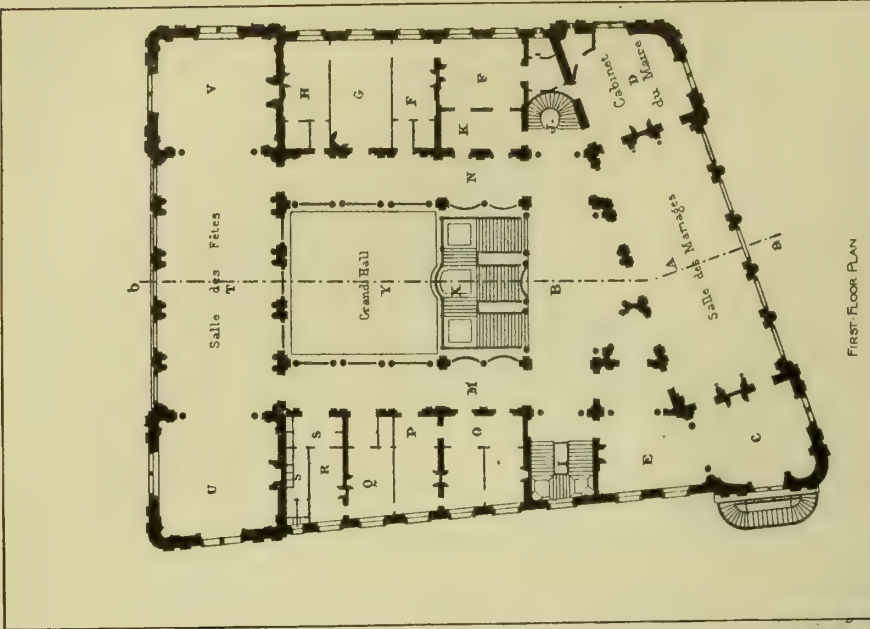 b
U
V
Salle des Fêtes
T
S
S
H
R
G
Grand Hall
Q
Y
P
F
X
K
M
N
O
F
J
B
I
Cabinet
D
du Maire
E
A
Salle des Mariages
C
a
FIRST-FLOOR PLAN